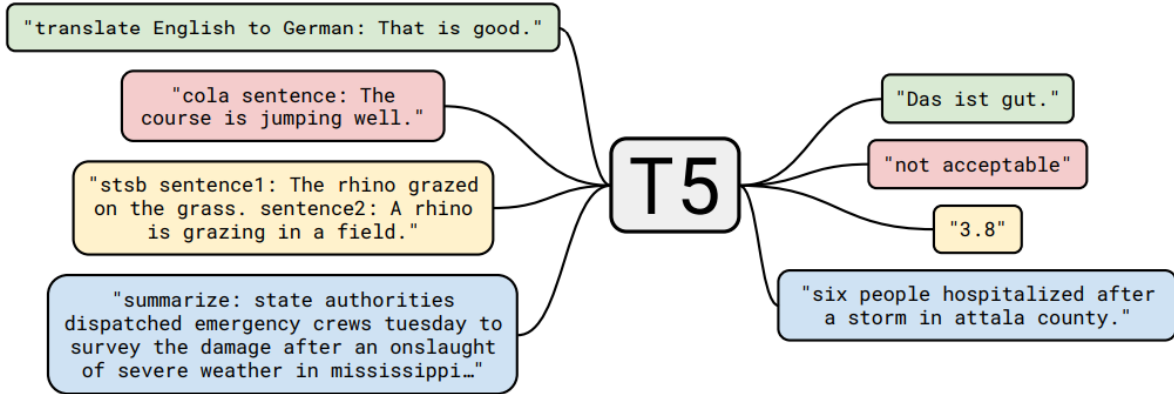 "translate English to German: That is good."
"cola sentence: The
course is jumping well."
"stsb sentence1: The rhino grazed
on the grass. sentence2: A rhino
is grazing in a field."
"summarize: state authorities
dispatched emergency crews tuesday to
survey the damage after an onslaught
of severe weather in mississippi…"
T5
"Das ist gut."
"not acceptable"
"3.8"
"six people hospitalized after
a storm in attala county."